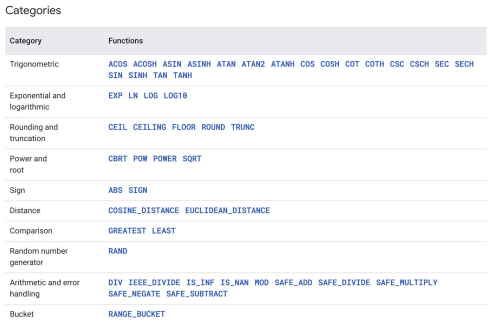 Categories
Category Functions
Trigonometric ACOS ACOSH ASIN ASINH ATAN ATAN2 ATANH COS COSH COT COTH CSC CSCH SEC SECH
SIN SINH TAN TANH
Exponential and EXP LN LOG LOG10
logarithmic
Rounding and CEIL CEILING FLOOR ROUND TRUNC
truncation
Power and CBRT POW POWER SQRT
root
Sign ABS SIGN
Distance COSINE_DISTANCE EUCLIDEAN_DISTANCE
Comparison GREATEST LEAST
Random number RAND
generator
Arithmetic and error DIV IEEE_DIVIDE IS_INF IS_NAN MOD SAFE_ADD SAFE_DIVIDE SAFE_MULTIPLY
handling SAFE_NEGATE SAFE_SUBTRACT
Bucket RANGE_BUCKET